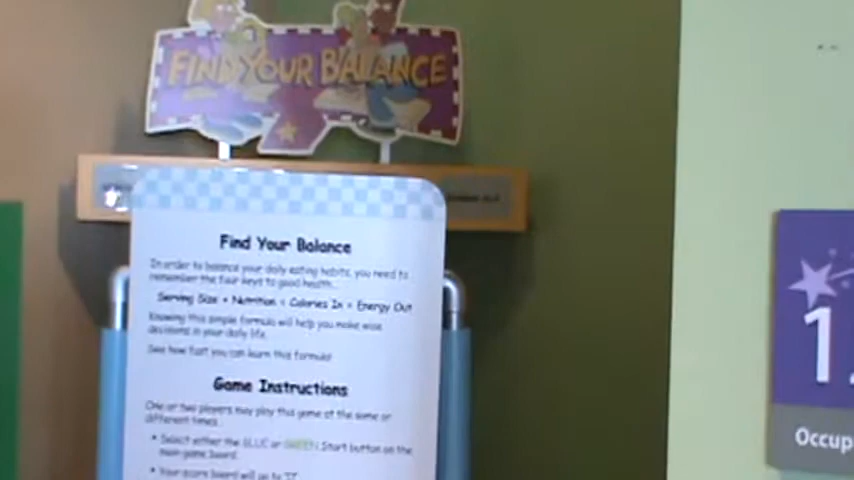 FIND YOUR BALANCE
Find Your Balance
In order to balance your daily eating habits, you need to
remember the four keys to good health...
Serving Size + Nutrition = Calories In = Energy Out
Knowing this simple formula will help you make wise
decisions in your daily life.
See how fast you can learn this formula!
Game Instructions
One or two players may play this game at the same or
different times.
• Select either the BLUE or GREEN Start button on the
main game board.
• Your score board will go to
1
Occup